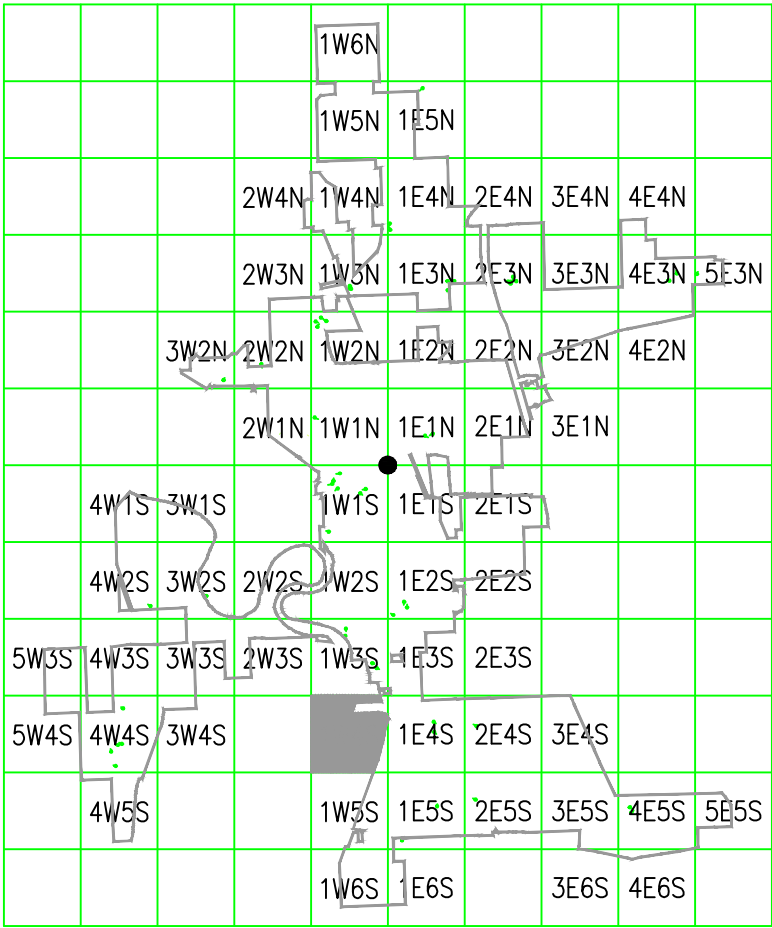 1W6N
1W5N 1E5N
2W4N 1W4N 1E4N 2E4N 3E4N 4E4N
2W3N 1W3N 1E3N 2E3N 3E3N 4E3N 5E3N
3W2N 2W2N 1W2N 1E2N 2E2N 3E2N 4E2N
2W1N 1W1N 1E1N 2E1N 3E1N
4W1S 3W1S 1W1S 1E1S 2E1S
4W2S 3W2S 2W2S 1W2S 1E2S 2E2S
5W3S 4W3S 3W3S 2W3S 1W3S 1E3S 2E3S
5W4S 4W4S 3W4S 1E4S 2E4S 3E4S
4W5S 1W5S 1E5S 2E5S 3E5S 4E5S 5E5S
1W6S 1E6S 3E6S 4E6S